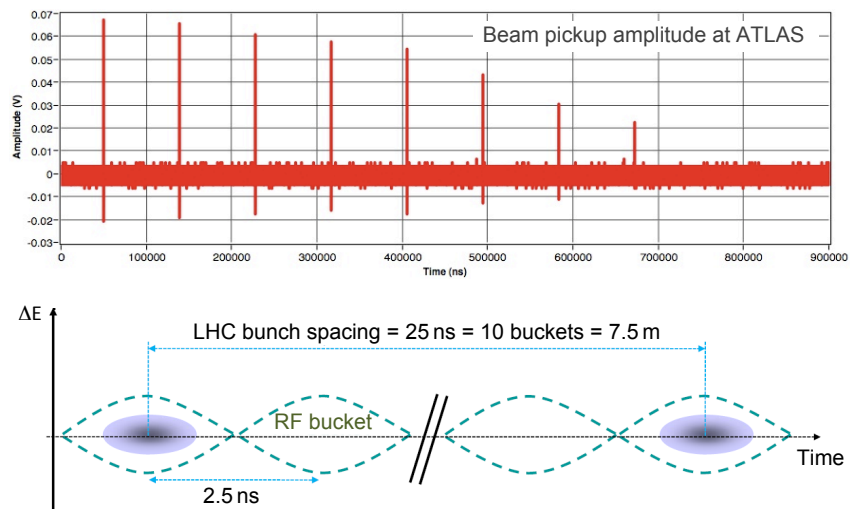 0.07
Beam pickup amplitude at ATLAS
0.06
0.05
0.04
0.03
0.02
0.01
0
-0.01
-0.02
-0.03
Amplitude (V)
0 100000 200000 300000 400000 500000 600000 700000 800000 900000
Time (ns)
ΔE
LHC bunch spacing = 25 ns = 10 buckets = 7.5 m
RF bucket
Time
2.5 ns